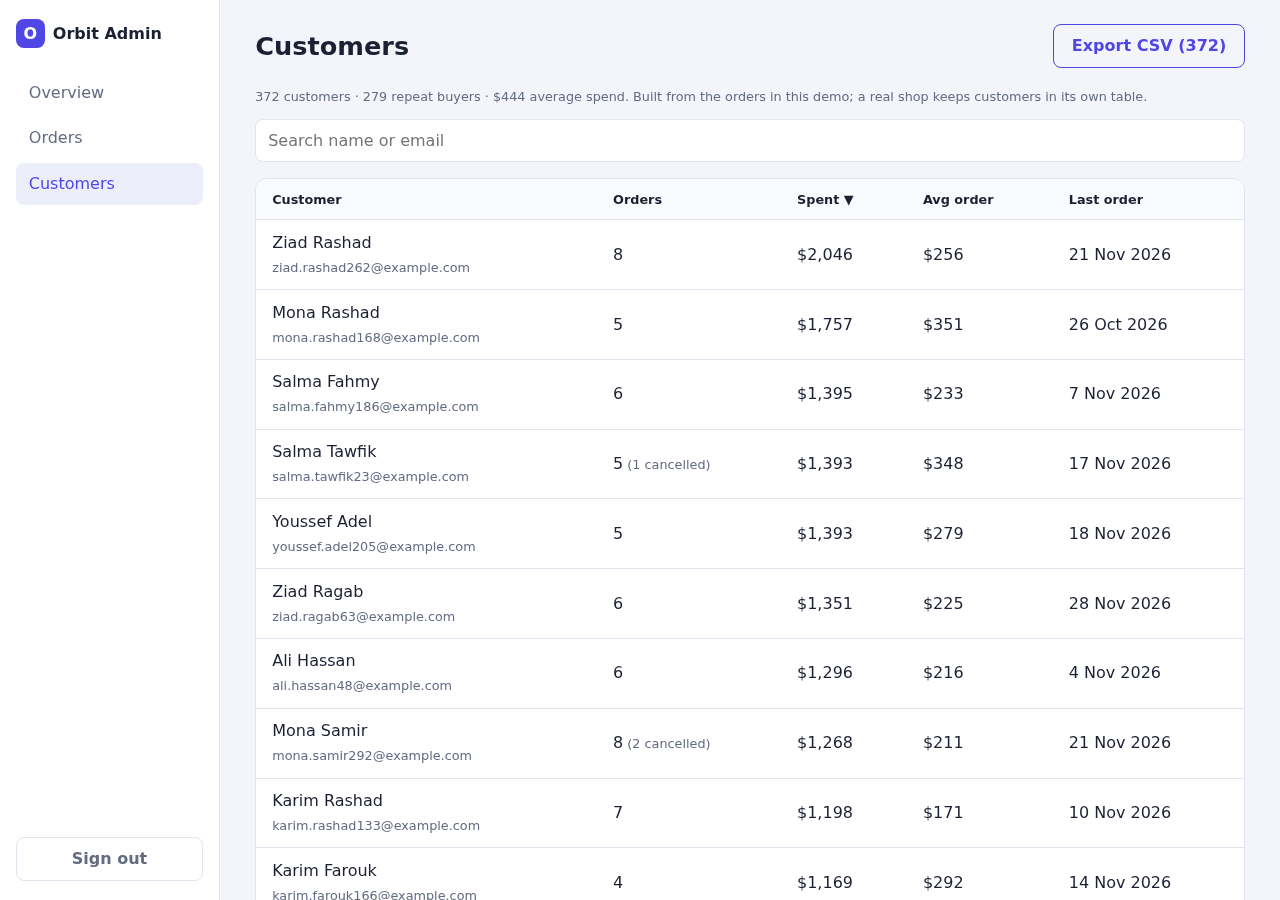 O Orbit Admin
Overview
Orders
Customers
Sign out
Customers
Export CSV (372)
372 customers · 279 repeat buyers · $444 average spend. Built from the orders in this demo; a real shop keeps customers in its own table.
Search name or email
Customer Orders Spent ▼ Avg order Last order
Ziad Rashad
ziad.rashad262@example.com
8 $2,046 $256 21 Nov 2026
Mona Rashad
mona.rashad168@example.com
5 $1,757 $351 26 Oct 2026
Salma Fahmy
salma.fahmy186@example.com
6 $1,395 $233 7 Nov 2026
Salma Tawfik
salma.tawfik23@example.com
5 (1 cancelled) $1,393 $348 17 Nov 2026
Youssef Adel
youssef.adel205@example.com
5 $1,393 $279 18 Nov 2026
Ziad Ragab
ziad.ragab63@example.com
6 $1,351 $225 28 Nov 2026
Ali Hassan
ali.hassan48@example.com
6 $1,296 $216 4 Nov 2026
Mona Samir
mona.samir292@example.com
8 (2 cancelled) $1,268 $211 21 Nov 2026
Karim Rashad
karim.rashad133@example.com
7 $1,198 $171 10 Nov 2026
Karim Farouk
karim.farouk166@example.com
4 $1,169 $292 14 Nov 2026